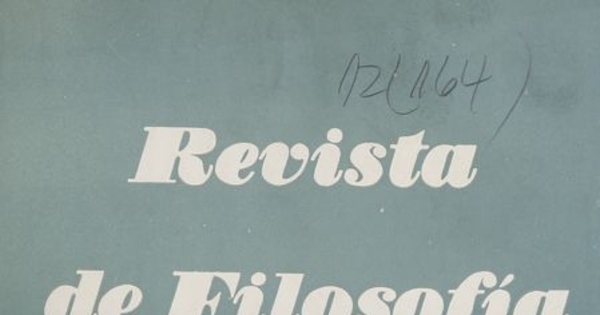 12(164)
Revista
de Filosofía